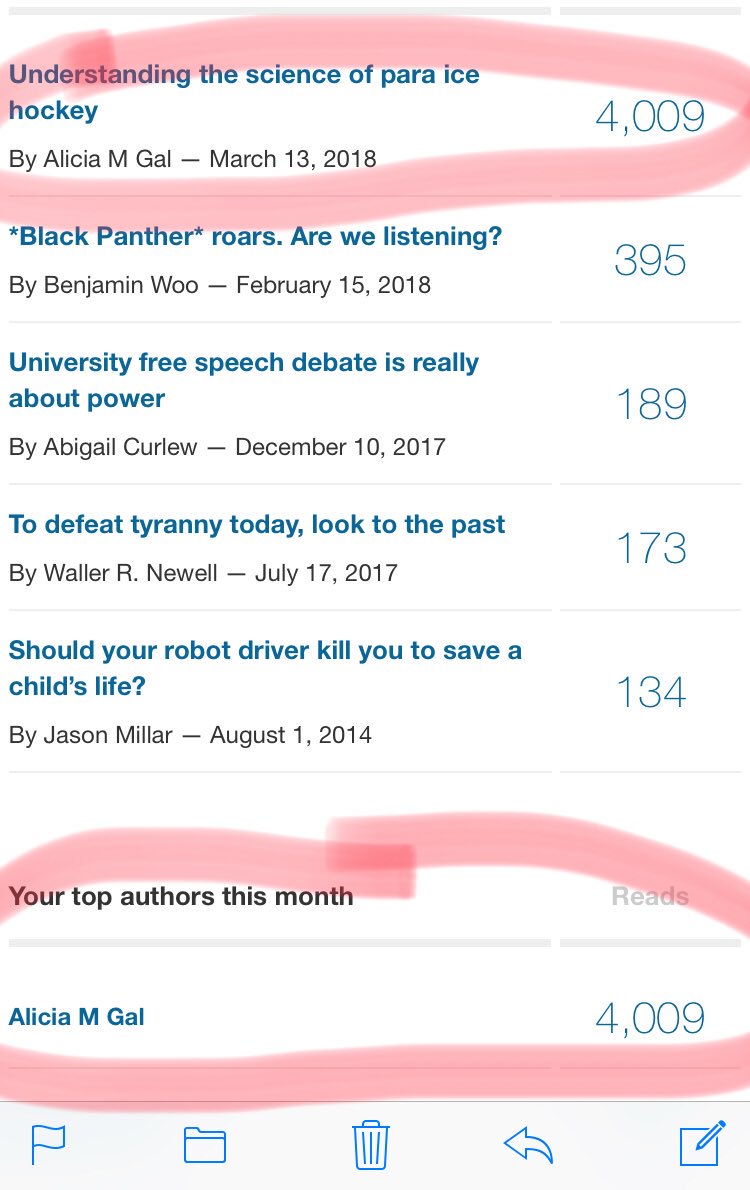 Understanding the science of para ice
hockey
4,009
By Alicia M Gal — March 13, 2018
*Black Panther* roars. Are we listening?
395
By Benjamin Woo — February 15, 2018
University free speech debate is really
about power
189
By Abigail Curlew — December 10, 2017
To defeat tyranny today, look to the past
173
By Waller R. Newell — July 17, 2017
Should your robot driver kill you to save a
child’s life?
134
By Jason Millar — August 1, 2014
Your top authors this month Reads
Alicia M Gal 4,009